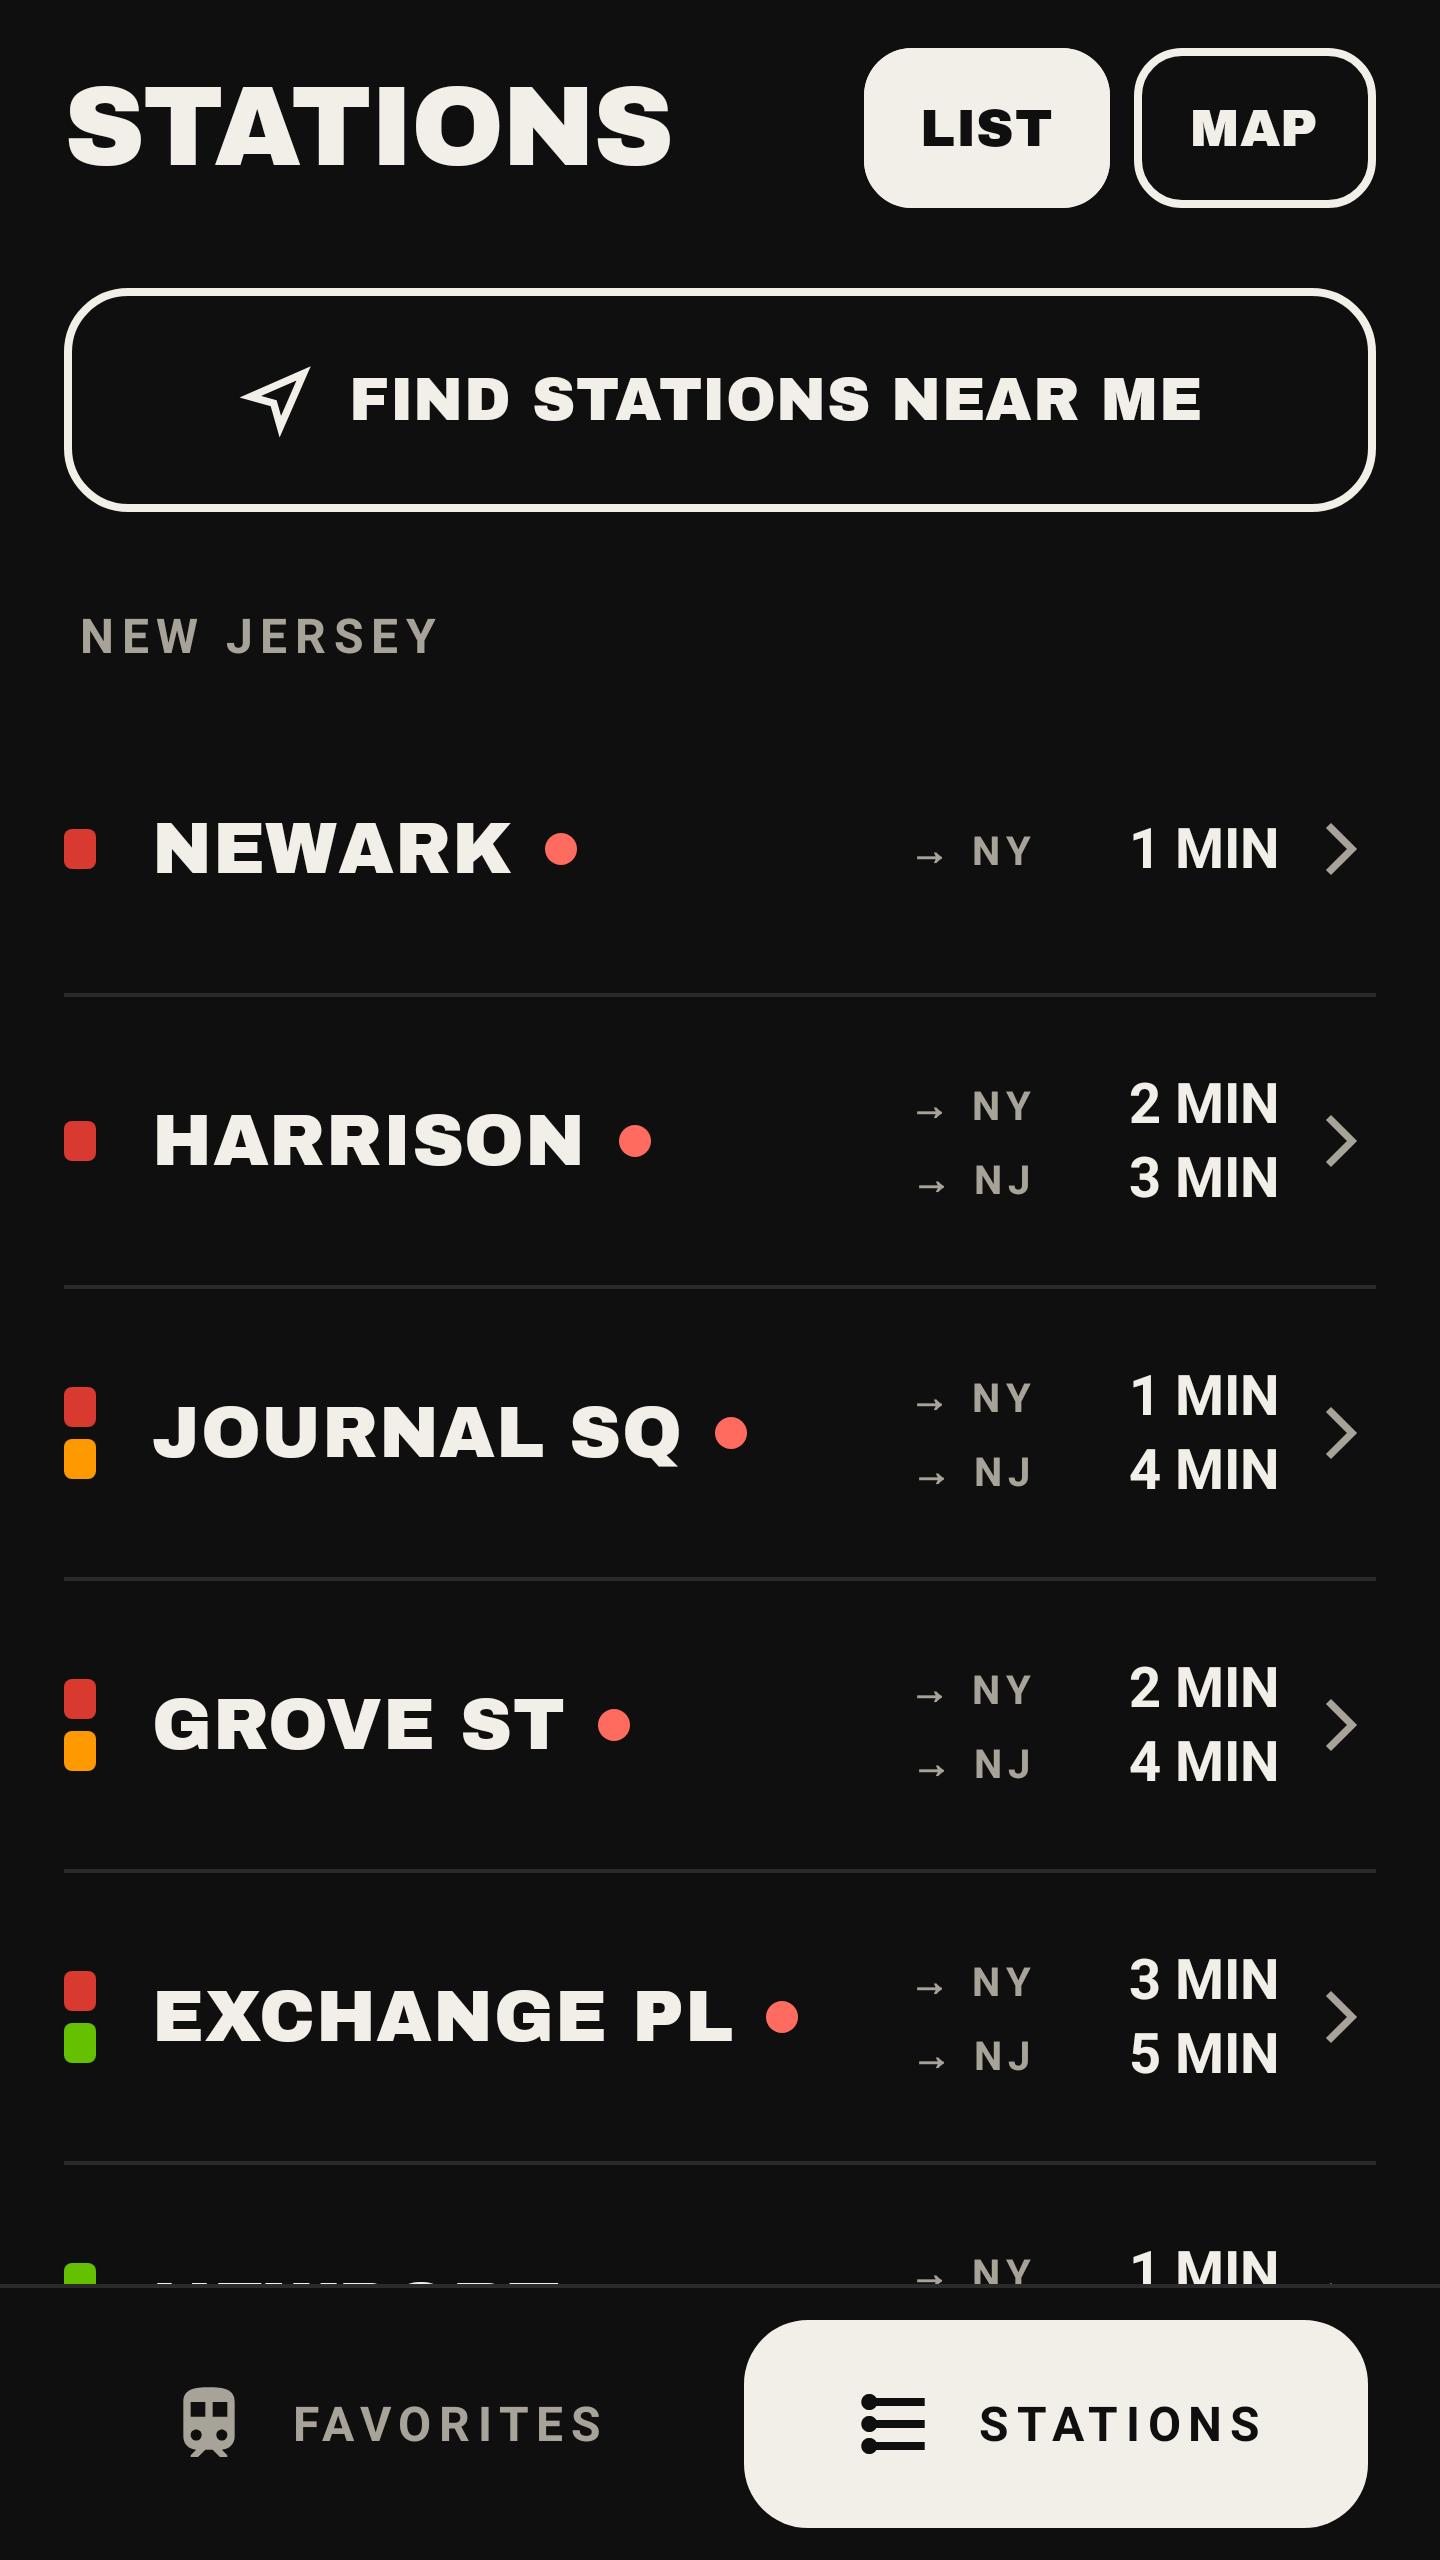 STATIONS
LIST
MAP
FIND STATIONS NEAR ME
NEW JERSEY
NEWARK
→ NY 1 MIN
HARRISON
→ NY 2 MIN
→ NJ 3 MIN
JOURNAL SQ
→ NY 1 MIN
→ NJ 4 MIN
GROVE ST
→ NY 2 MIN
→ NJ 4 MIN
EXCHANGE PL
→ NY 3 MIN
→ NJ 5 MIN
→ NY 1 MIN
FAVORITES
STATIONS